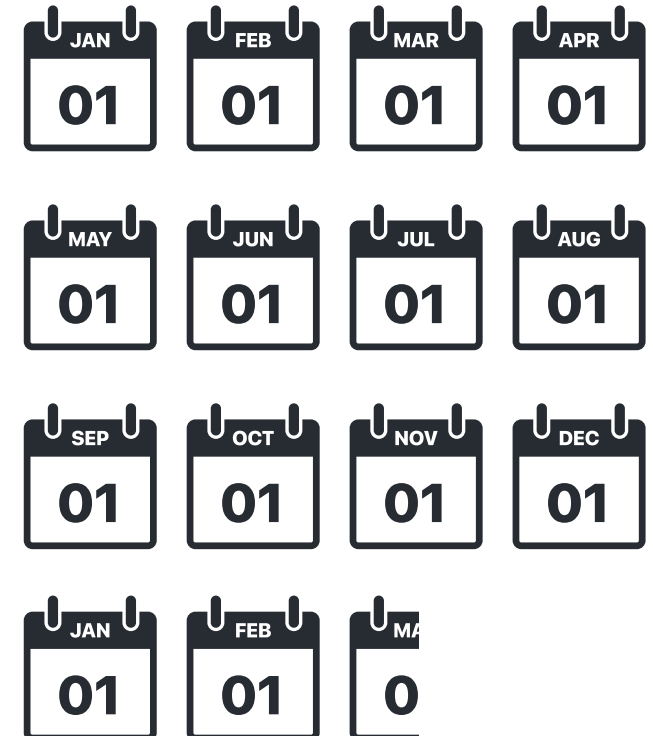 JAN FEB MAR APR
01 01 01 01
MAY JUN JUL AUG
01 01 01 01
SEP OCT NOV DEC
01 01 01 01
JAN FEB
01 01